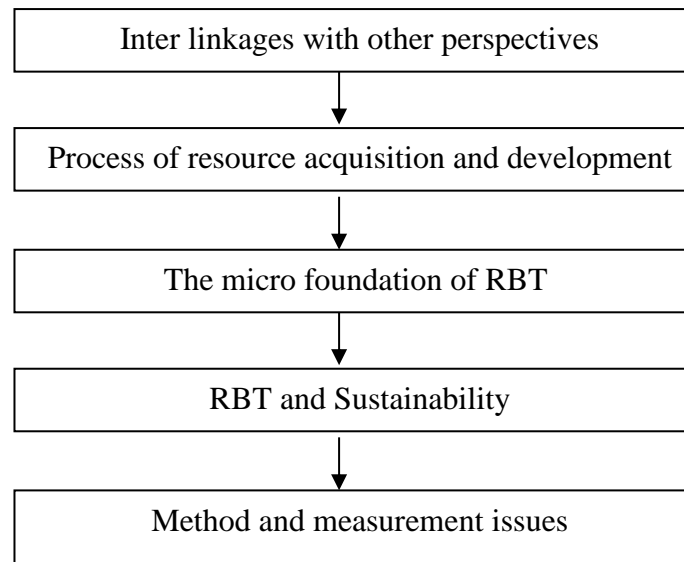 Inter linkages with other perspectives
Process of resource acquisition and development
The micro foundation of RBT
RBT and Sustainability
Method and measurement issues